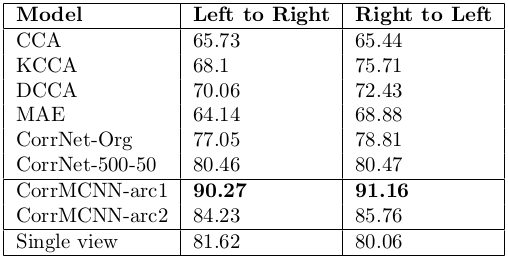 Model Left to Right Right to Left
CCA 65.73 65.44
KCCA 68.1 75.71
DCCA 70.06 72.43
MAE 64.14 68.88
CorrNet-Org 77.05 78.81
CorrNet-500-50 80.46 80.47
CorrMCNN-arc1 90.27 91.16
CorrMCNN-arc2 84.23 85.76
Single view 81.62 80.06